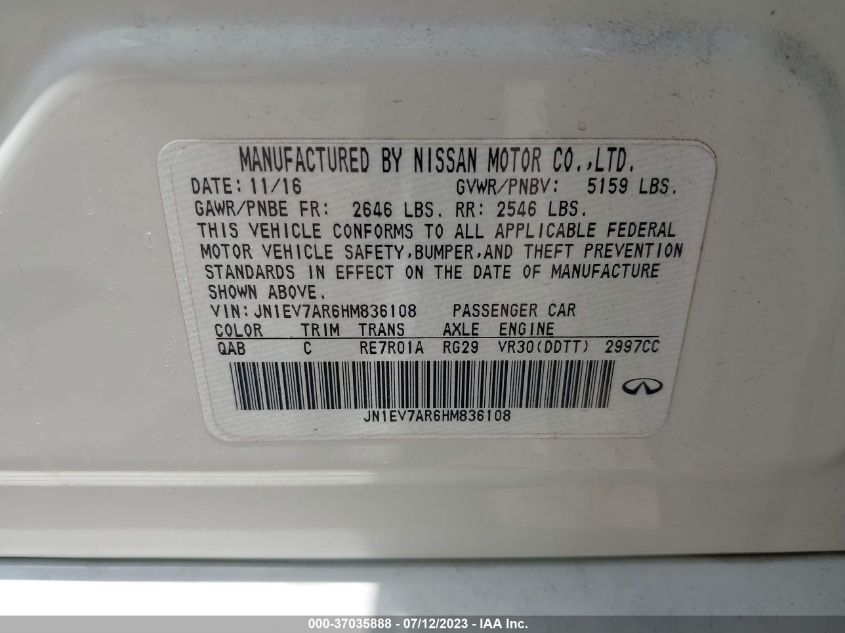 MANUFACTURED BY NISSAN MOTOR CO.,LTD.
DATE: 11/16 GVWR/PNBV: 5159 LBS.
GAWR/PNBE FR: 2646 LBS. RR: 2546 LBS.
THIS VEHICLE CONFORMS TO ALL APPLICABLE FEDERAL
MOTOR VEHICLE SAFETY,BUMPER,AND THEFT PREVENTION
STANDARDS IN EFFECT ON THE DATE OF MANUFACTURE
SHOWN ABOVE.
VIN:JN1EV7AR6HM836108 PASSENGER CAR
COLOR TRIM TRANS AXLE ENGINE
QAB C RE7R01A RG29 VR30(DDTT) 2997CC
JN1EV7AR6HM836108
000-37035888 - 07/12/2023 - IAA Inc.